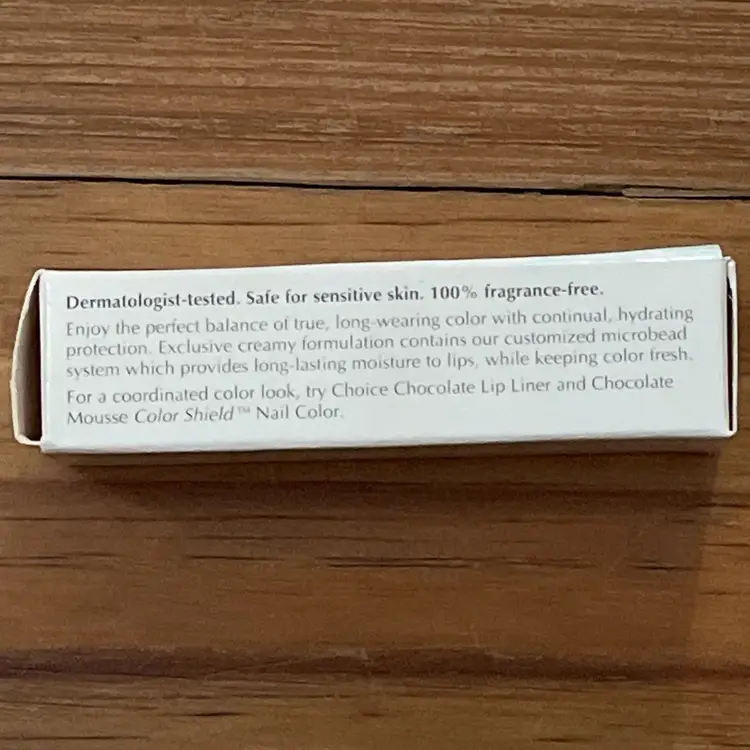 Dermatologist-tested. Safe for sensitive skin. 100% fragrance-free.
Enjoy the perfect balance of true, long-wearing color with continual, hydrating
protection. Exclusive creamy formulation contains our customized microbead
system which provides long-lasting moisture to lips, while keeping color fresh.
For a coordinated color look, try Choice Chocolate Lip Liner and Chocolate
Mousse Color Shield™ Nail Color.